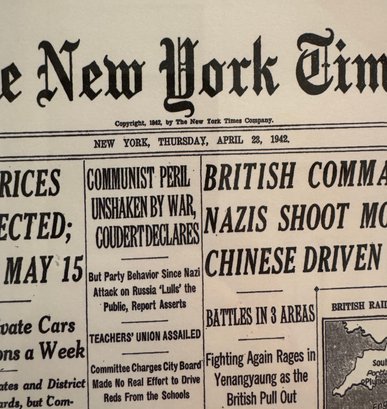 e New York Tim
Copyright, 1942, by The New York Times Company.
NEW YORK, THURSDAY, APRIL 23, 1942.
RICES
ECTED;
MAY 15
ivate Cars
ons a Week
ates and District
ards, but Com-
COMMUNIST PERIL
UNSHAKEN BY WAR,
COUDERT DECLARES
But Party Behavior Since Nazi
Attack on Russia 'Lulls' the
Public, Report Asserts
TEACHERS' UNION ASSAILED
Committee Charges City Board
Made No Real Effort to Drive
Reds From the Schools
BRITISH COMMA
NAZIS SHOOT MO
CHINESE DRIVEN
BATTLES IN 3 AREAS
Fighting Again Rages in
Yenangyaung as the
British Pull Out
BRITISH RAI